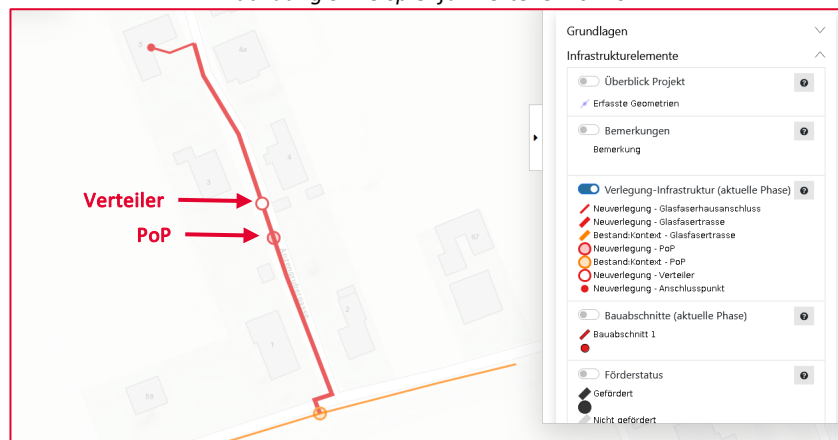 Grundlagen
Infrastrukturelemente
Überblick Projekt
Erfasste Geometrien
Bemerkungen
Bemerkung
Verlegung-Infrastruktur (aktuelle Phase)
Neuverlegung - Glasfaserhausanschluss
Neuverlegung - Glasfasertrasse
Bestand:Kontext - Glasfasertrasse
Neuverlegung - PoP
Bestand:Kontext - PoP
Neuverlegung - Verteiler
Neuverlegung - Anschlusspunkt
Bauabschnitte (aktuelle Phase)
Bauabschnitt 1
Förderstatus
Gefördert
Nicht gefördert
Verteiler
PoP
5
4
3
2
1